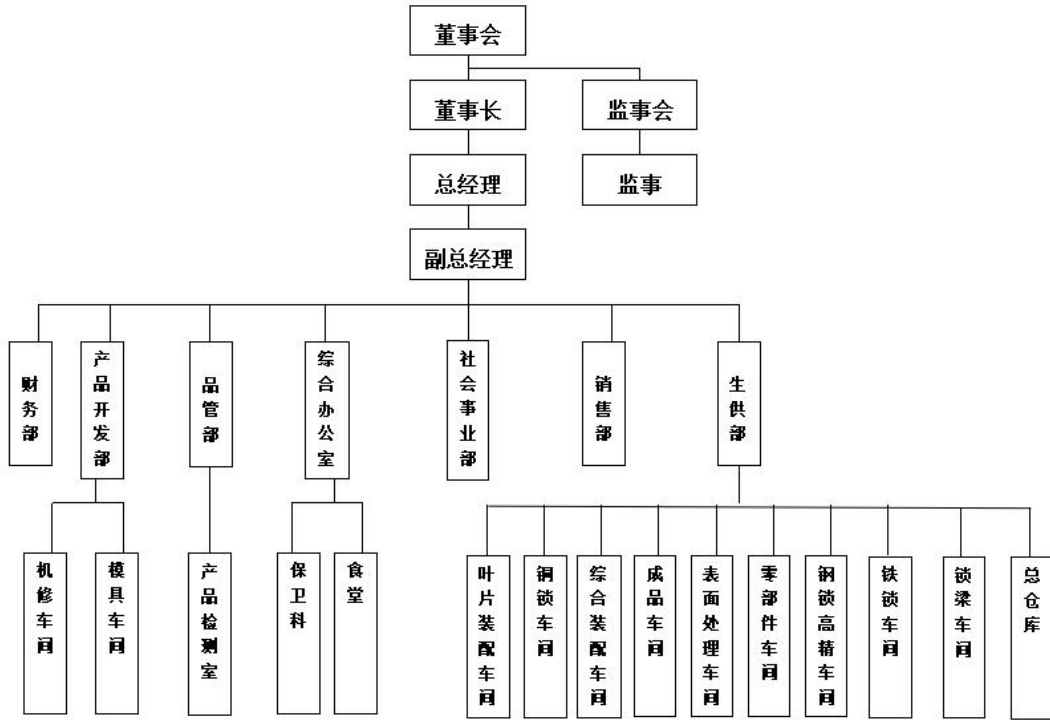 董事会
董事长
监事会
总经理
监事
副总经理
财务部
产品开发部
品管部
综合办公室
社会事业部
销售部
生供部
机修车间
模具车间
产品检测室
保卫科
食堂
叶片装配车间
铜锁车间
综合装配车间
成品车间
表面处理车间
零部件车间
钢锁高精车间
铁锁车间
锁梁车间
总仓库